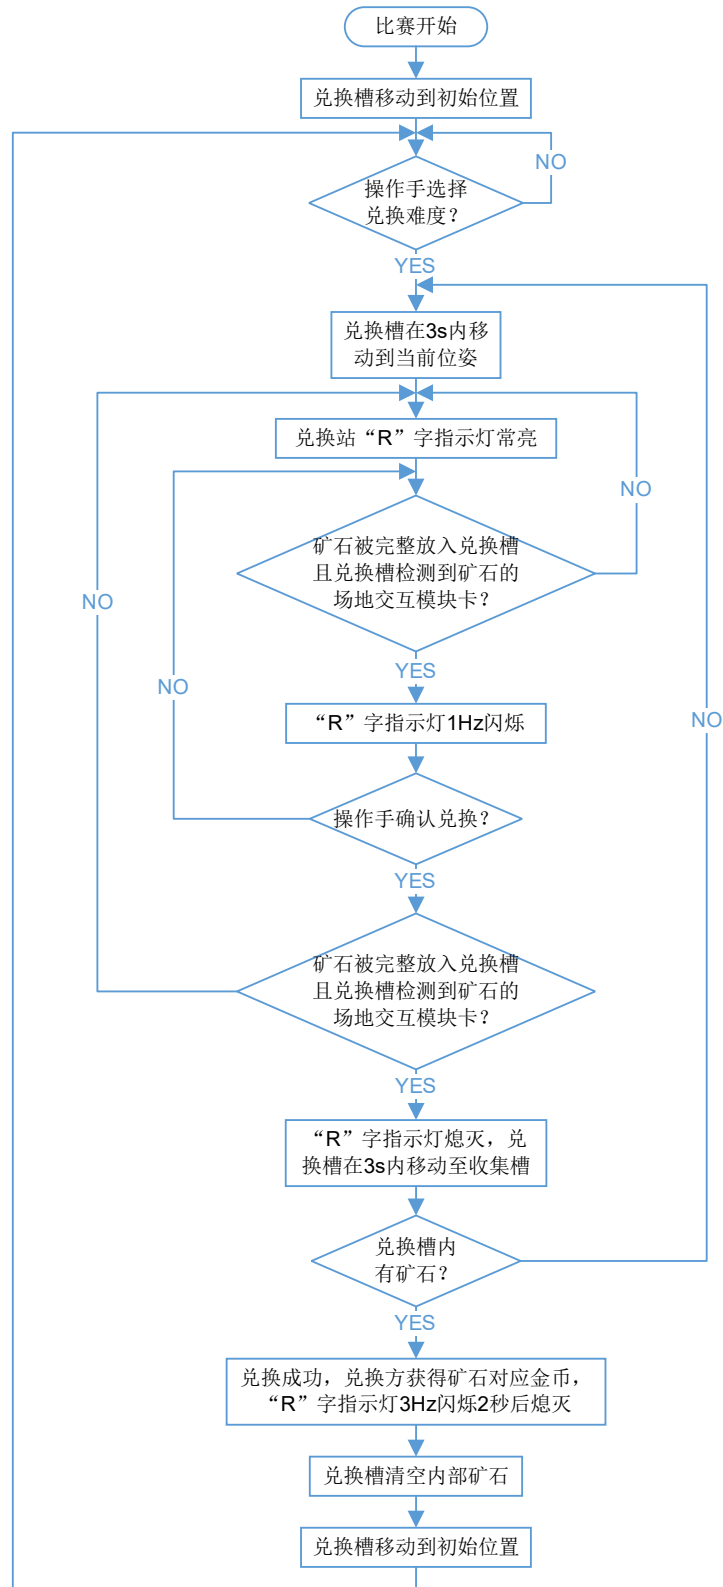 比赛开始
兑换槽移动到初始位置
NO
操作手选择
兑换难度？
YES
兑换槽在3s内移
动到当前位姿
兑换站“R”字指示灯常亮
NO
矿石被完整放入兑换槽
且兑换槽检测到矿石的
场地交互模块卡？
NO
YES
NO
“R”字指示灯1Hz闪烁
NO
操作手确认兑换？
YES
矿石被完整放入兑换槽
且兑换槽检测到矿石的
场地交互模块卡？
YES
“R”字指示灯熄灭，兑
换槽在3s内移动至收集槽
兑换槽内
有矿石？
YES
兑换成功，兑换方获得矿石对应金币，
“R”字指示灯3Hz闪烁2秒后熄灭
兑换槽清空内部矿石
兑换槽移动到初始位置